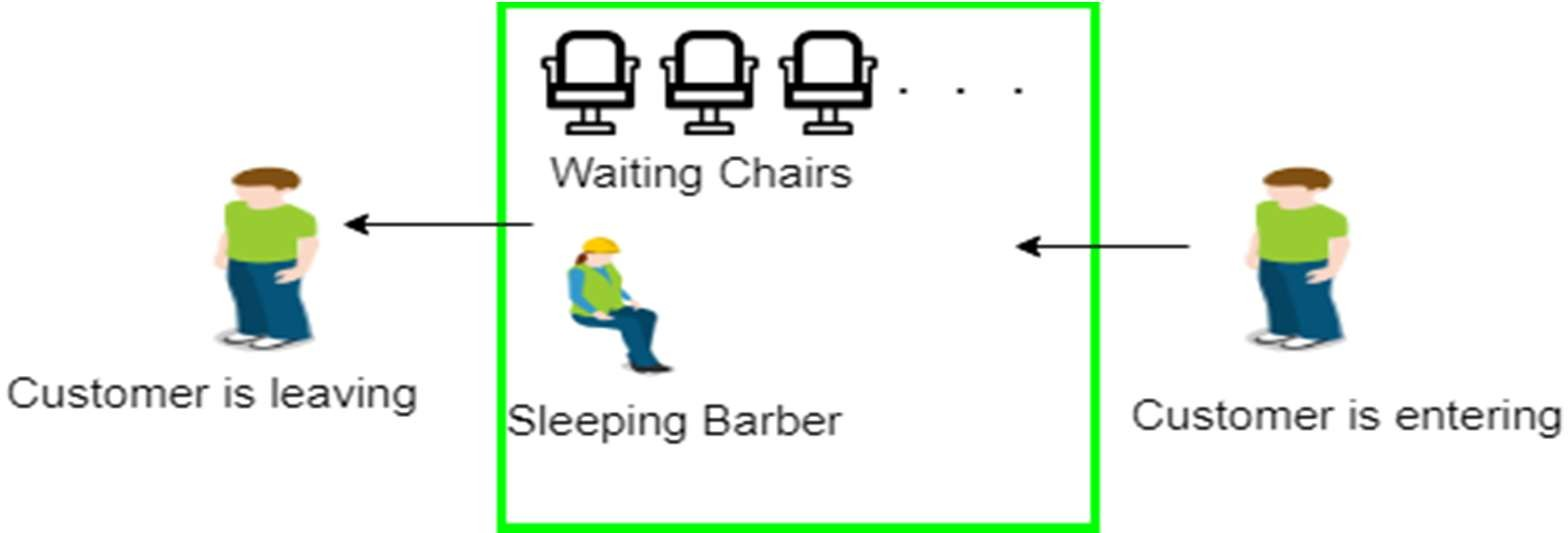 Waiting Chairs
Customer is leaving
Sleeping Barber
Customer is entering